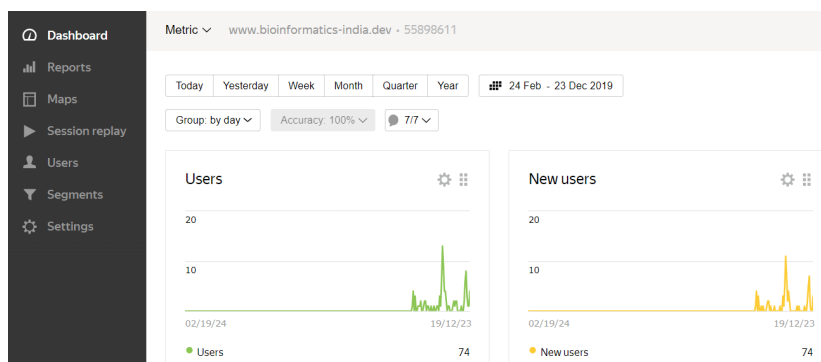 Dashboard
Reports
Maps
Session replay
Users
Segments
Settings
Metric www.bioinformatics-india.dev • 55898611
Today Yesterday Week Month Quarter Year 24 Feb - 23 Dec 2019
Group: by day Accuracy: 100% 7/7
Users
20
10
02/19/24 19/12/23
Users 74
New users
20
10
02/19/24 19/12/23
New users 74